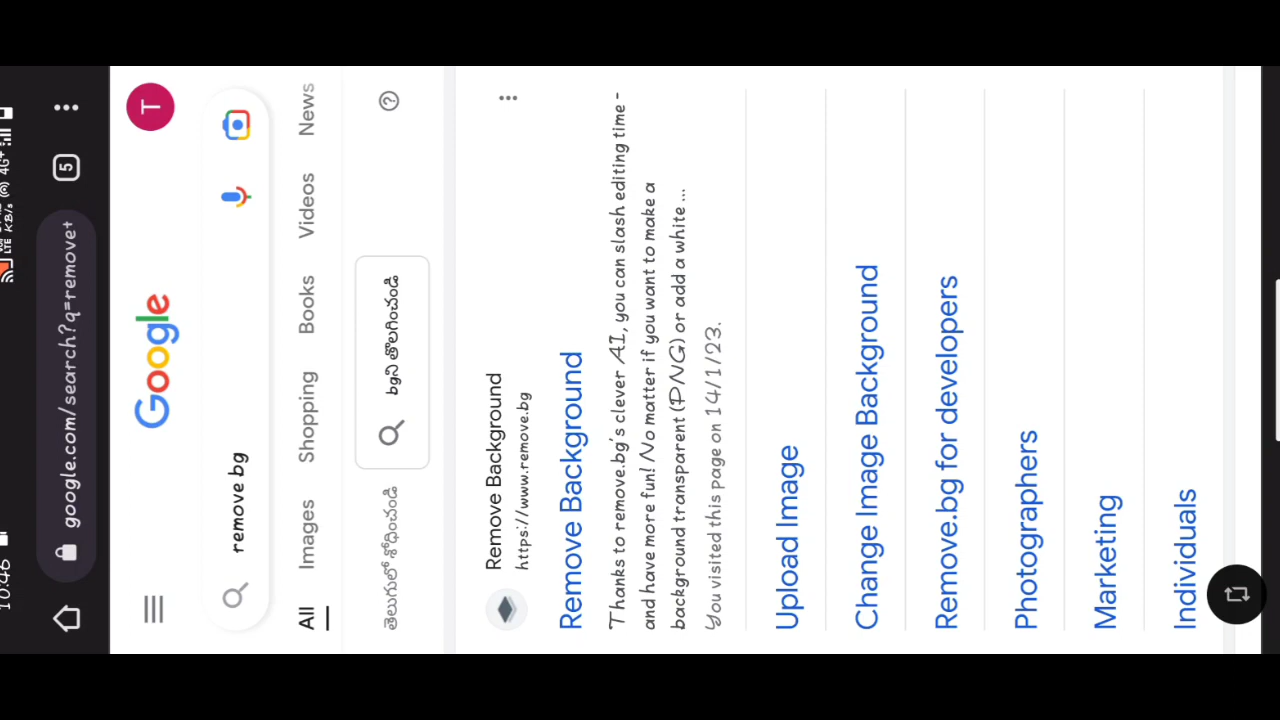 10:46
4G+
LTE KB/s
google.com/search?q=remove+
5
Google
T
remove bg
All Images Shopping Books Videos News
తెలుగులో శోధించండి
bgని తొలగించండి
Remove Background
https://www.remove.bg
Remove Background
Thanks to remove.bg's clever AI, you can slash editing time -
and have more fun! No matter if you want to make a
background transparent (PNG) or add a white ...
You visited this page on 14/1/23.
Upload Image
Change Image Background
Remove.bg for developers
Photographers
Marketing
Individuals